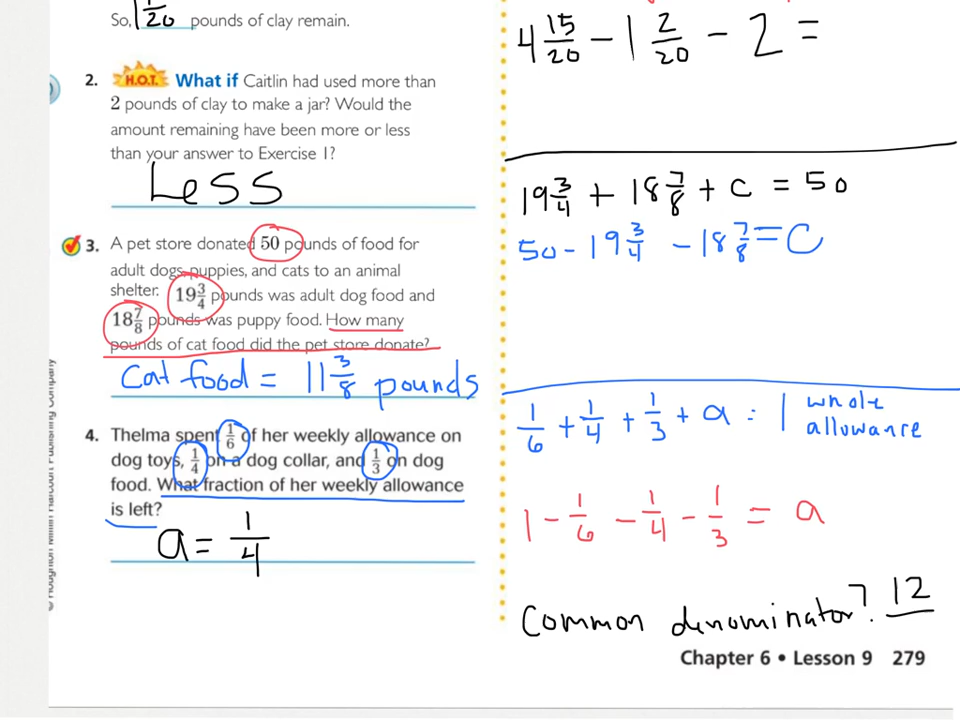 So, 1/20 pounds of clay remain.
4 15/20 - 1 2/20 - 2 =
2. H.O.T. What if Caitlin had used more than
2 pounds of clay to make a jar? Would the
amount remaining have been more or less
than your answer to Exercise 1?
Less
3. A pet store donated 50 pounds of food for
adult dogs, puppies, and cats to an animal
shelter. 19 3/4 pounds was adult dog food and
18 7/8 pounds was puppy food. How many
pounds of cat food did the pet store donate?
Cat food = 11 3/8 pounds
19 3/4 + 18 7/8 + c = 50
50 - 19 3/4 - 18 7/8 = C
4. Thelma spent 1/6 of her weekly allowance on
dog toys, 1/4 on a dog collar, and 1/3 on dog
food. What fraction of her weekly allowance
is left?
a = 1/4
1/6 + 1/4 + 1/3 + a = 1 whole
allowance
1 - 1/6 - 1/4 - 1/3 = a
Common denominator? 12
Chapter 6 • Lesson 9 279
© Houghton Mifflin Harcourt Publishing Company